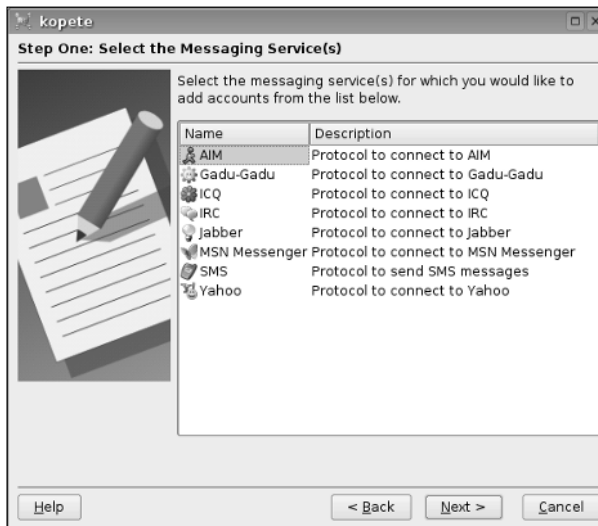 kopete
Step One: Select the Messaging Service(s)
Select the messaging service(s) for which you would like to
add accounts from the list below.
Name Description
AIM Protocol to connect to AIM
Gadu-Gadu Protocol to connect to Gadu-Gadu
ICQ Protocol to connect to ICQ
IRC Protocol to connect to IRC
Jabber Protocol to connect to Jabber
MSN Messenger Protocol to connect to MSN Messenger
SMS Protocol to send SMS messages
Yahoo Protocol to connect to Yahoo
Help < Back Next > Cancel